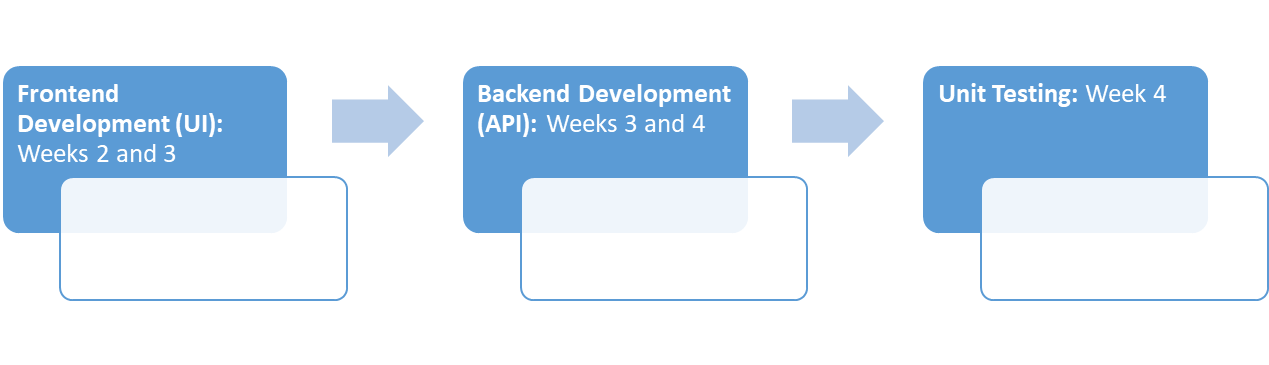 Frontend
Development (UI):
Weeks 2 and 3
Backend Development
(API): Weeks 3 and 4
Unit Testing: Week 4